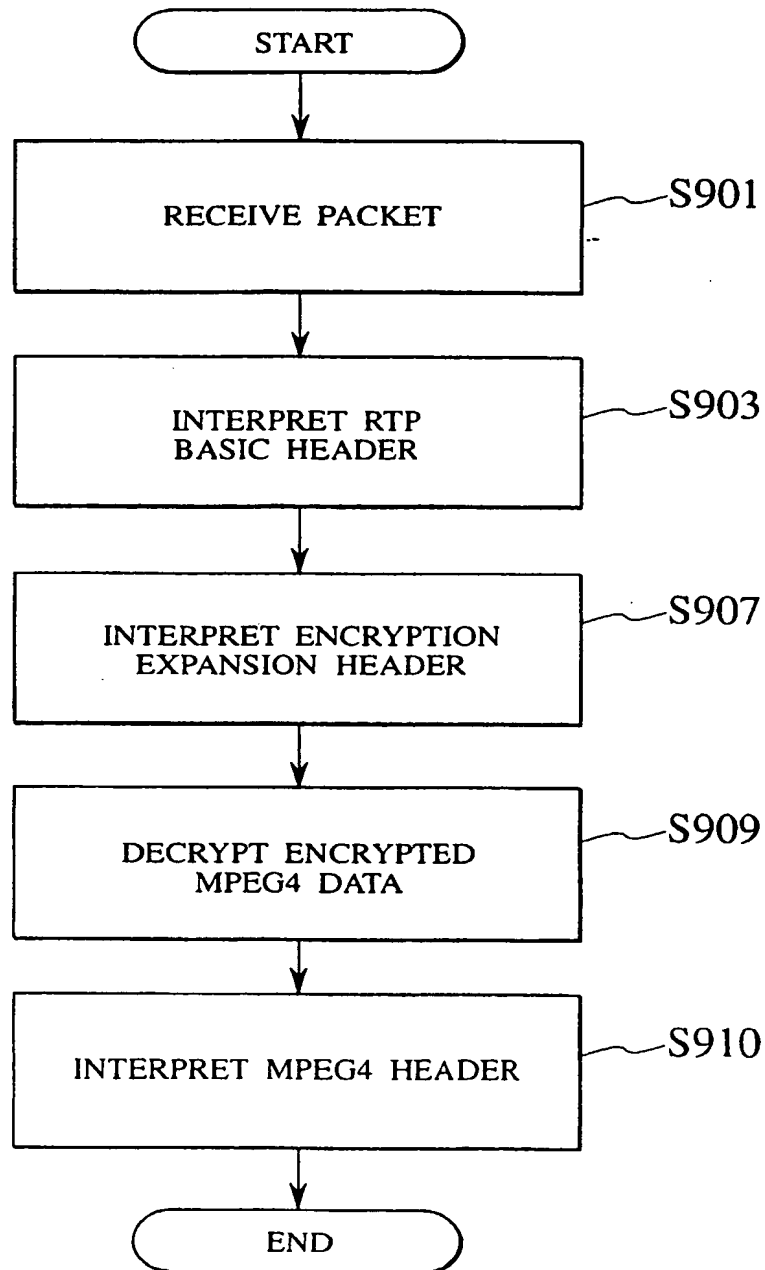 START
RECEIVE PACKET
S901
INTERPRET RTP
BASIC HEADER
S903
INTERPRET ENCRYPTION
EXPANSION HEADER
S907
DECRYPT ENCRYPTED
MPEG4 DATA
S909
INTERPRET MPEG4 HEADER
S910
END